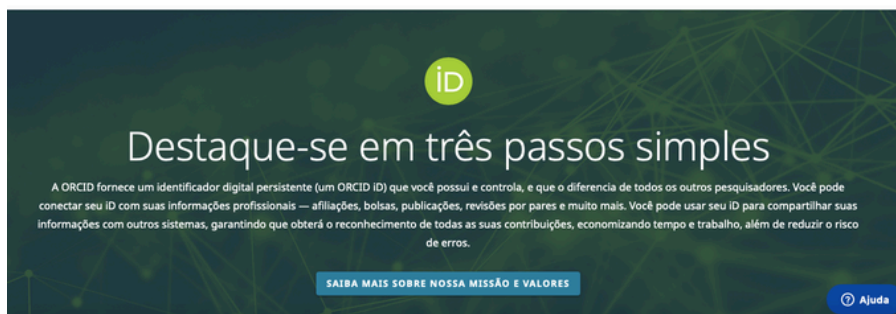 iD
Destaque-se em três passos simples
A ORCID fornece um identificador digital persistente (um ORCID iD) que você possui e controla, e que o diferencia de todos os outros pesquisadores. Você pode
conectar seu iD com suas informações profissionais — afiliações, bolsas, publicações, revisões por pares e muito mais. Você pode usar seu iD para compartilhar suas
informações com outros sistemas, garantindo que obterá o reconhecimento de todas as suas contribuições, economizando tempo e trabalho, além de reduzir o risco
de erros.
SAIBA MAIS SOBRE NOSSA MISSÃO E VALORES
? Ajuda